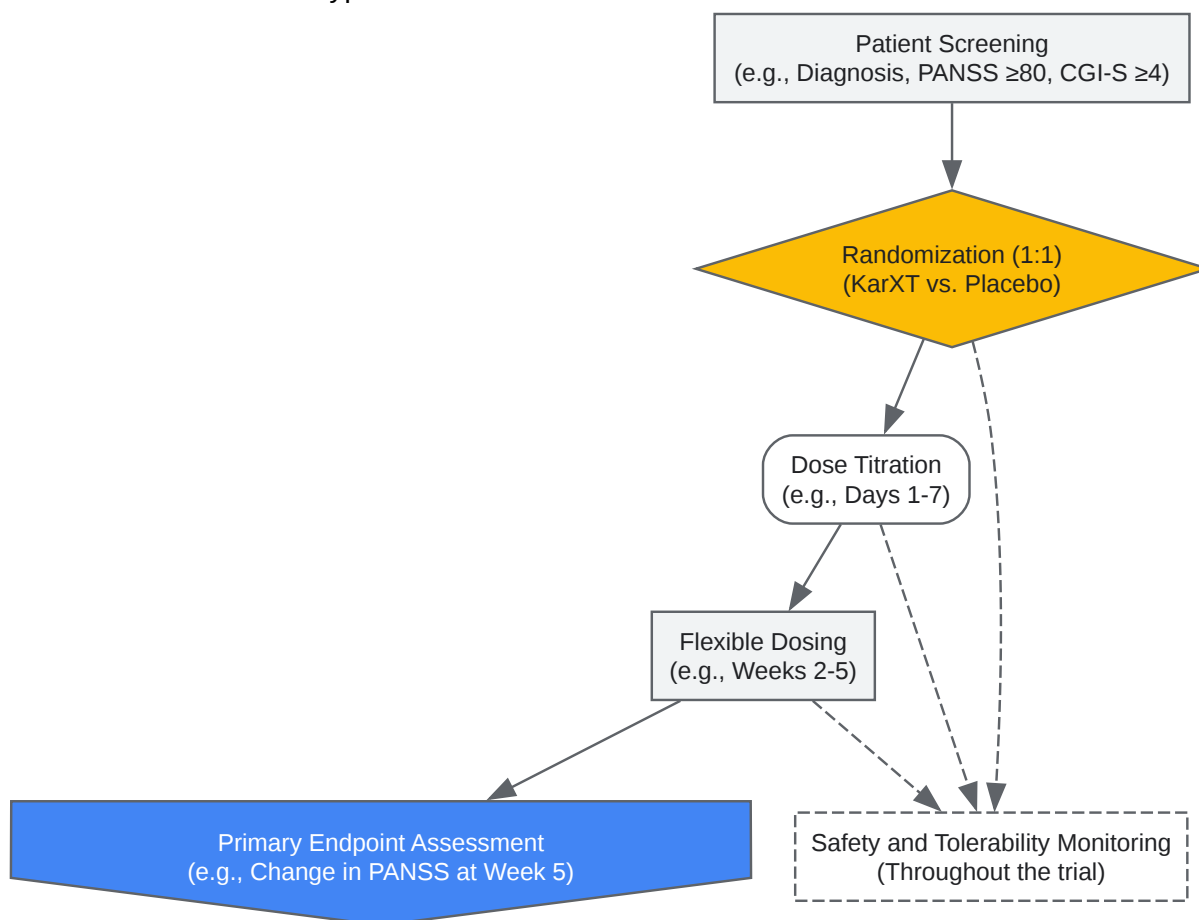 Patient Screening
(e.g., Diagnosis, PANSS ≥80, CGI-S ≥4)
Randomization (1:1)
(KarXT vs. Placebo)
Dose Titration
(e.g., Days 1-7)
Flexible Dosing
(e.g., Weeks 2-5)
Primary Endpoint Assessment
(e.g., Change in PANSS at Week 5)
Safety and Tolerability Monitoring
(Throughout the trial)